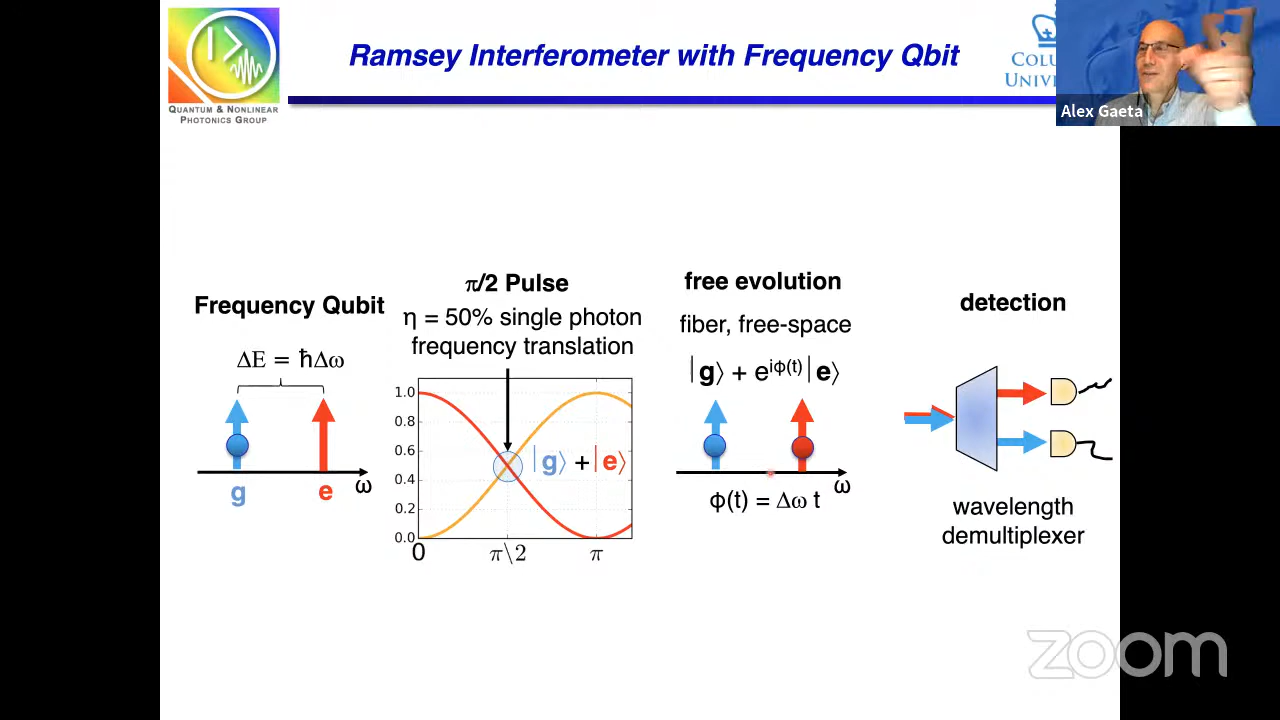 Ramsey Interferometer with Frequency Qbit
QUANTUM & NONLINEAR
PHOTONICS GROUP
Alex Gaeta
Frequency Qubit
ΔE = ħΔω
g
e
ω
π/2 Pulse
η = 50% single photon
frequency translation
1.0
0.8
0.6
0.4
0.2
0.0
|g⟩ + |e⟩
0
π\2
π
free evolution
fiber, free-space
|g⟩ + e^iϕ(t) |e⟩
ω
ϕ(t) = Δω t
detection
wavelength
demultiplexer
zoom